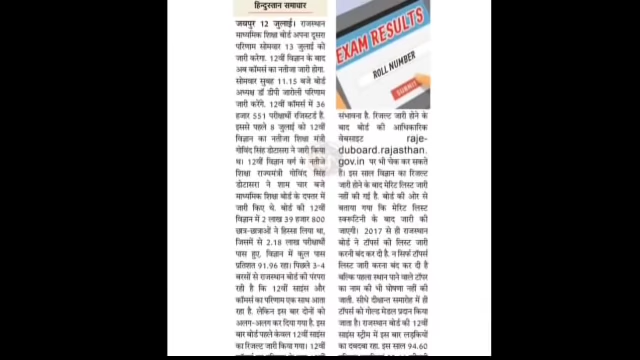 हिन्दुस्तान समाचार
जयपुर 12 जुलाई। राजस्थान
माध्यमिक शिक्षा बोर्ड अपना दूसरा
परिणाम सोमवार 13 जुलाई को
जारी करेगा। 12वीं विज्ञान के बाद
अब कॉमर्स का नतीजा जारी होगा।
सोमवार सुबह 11.15 बजे बोर्ड
अध्यक्ष डॉ डीपी जारोली परिणाम
जारी करेंगे। 12वीं कॉमर्स में 36
हजार 551 परीक्षार्थी रजिस्टर्ड है.
इससे पहले 8 जुलाई को 12वीं
विज्ञान का नतीजा शिक्षा मंत्री
गोविंद सिंह डोटासरा ने जारी किया
था। 12वीं विज्ञान वर्ग के नतीजे
शिक्षा राज्यमंत्री गोविंद सिंह
डोटासरा ने शाम चार बजे
माध्यमिक शिक्षा बोर्ड के दफ्तर में
जारी किए थे. बोर्ड की 12वीं
विज्ञान में 2 लाख 39 हजार 800
छात्र-छात्राओं ने हिस्सा लिया था,
जिसमें से 2.18 लाख परीक्षार्थी
पास हुए, विज्ञान में कुल पास
प्रतिशत 91.96 रहा। पिछले 3-4
बरसों से राजस्थान बोर्ड की परंपरा
रही है कि 12वीं साइंस और
कॉमर्स का परिणाम एक साथ आता
रहा है. लेकिन इस बार दोनों को
अलग-अलग कर दिया गया है. इस
बार बोर्ड पहले केवल 12वीं साइंस
का रिजल्ट जारी किया गया। 12वीं
EXAM RESULTS
ROLL NUMBER
SUBMIT
संभावना है. रिजल्ट जारी होने के
बाद बोर्ड की आधिकारिक
वेबसाइट raje-
duboard.rajasthan.
gov.in पर भी चेक कर सकते
है। इस साल विज्ञान का रिजल्ट
जारी होने के बाद मेरिट लिस्ट जारी
नहीं की गई है. बोर्ड की ओर से
बताया गया कि मेरिट लिस्ट
स्क्रूटिनी के बाद जारी की
जाएगी। 2017 से ही राजस्थान
बोर्ड ने टॉपर्स की लिस्ट जारी
करनी बंद कर दी है. न सिर्फ टॉपर्स
लिस्ट जारी करना बंद कर दी है
बल्कि पहला स्थान पाने वाले टॉपर
का नाम की भी घोषणा नहीं की
जाती. सीधे दीक्षान्त समारोह में ही
टॉपर्स को गोल्ड मेडल प्रदान किया
जाता है। राजस्थान बोर्ड की 12वीं
साइंस स्ट्रीम में इस बार लड़कियों
का दबदबा रहा. इस साल 94.60